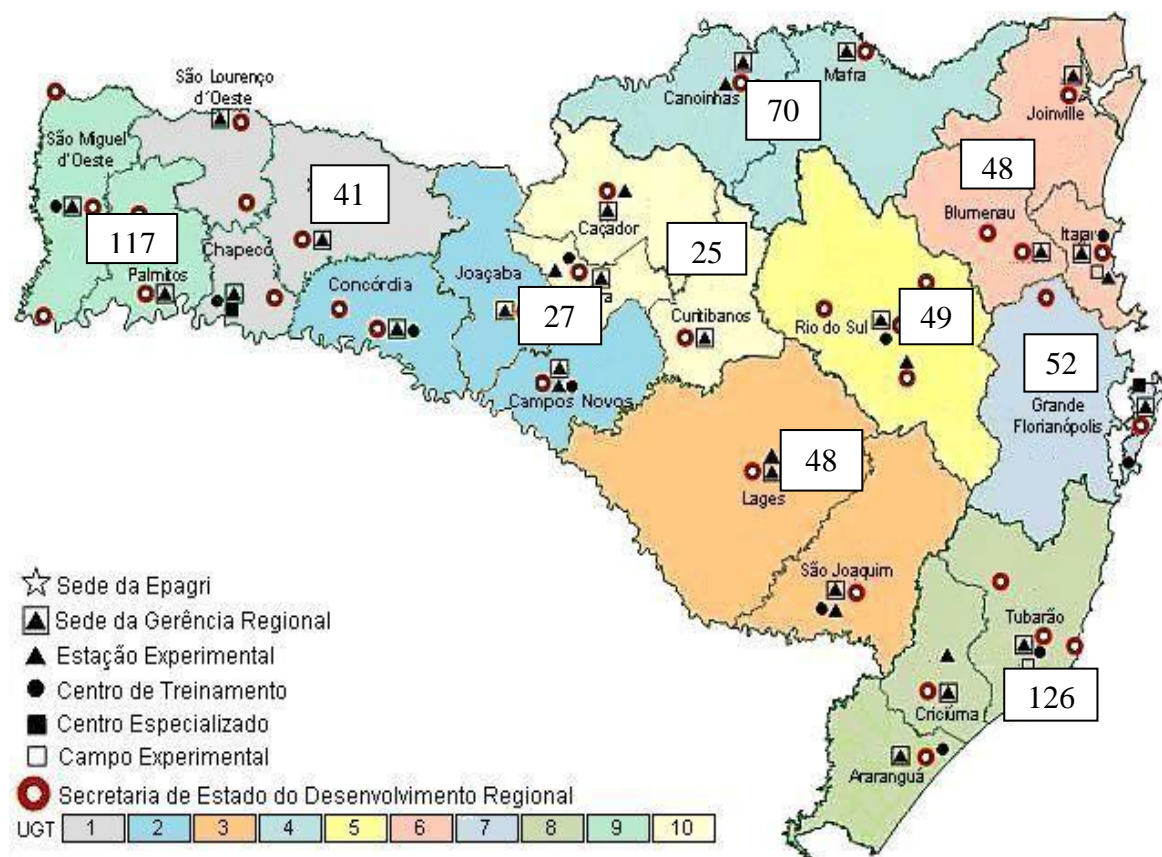 São Lourenço
d´Oeste
São Miguel
d'Oeste
41
117
Chapecó
Palmitos
Concórdia
Joaçaba
27
Campos Novos
Canoinhas
Mafra
70
Caçador
25
Curitibanos
Joinville
48
Blumenau
Itajaí
Rio do Sul
49
52
Grande
Florianópolis
48
Lages
São Joaquim
Tubarão
126
Criciúma
Araranguá
Sede da Epagri
Sede da Gerência Regional
Estação Experimental
Centro de Treinamento
Centro Especializado
Campo Experimental
Secretaria de Estado do Desenvolvimento Regional
UGT 1 2 3 4 5 6 7 8 9 10